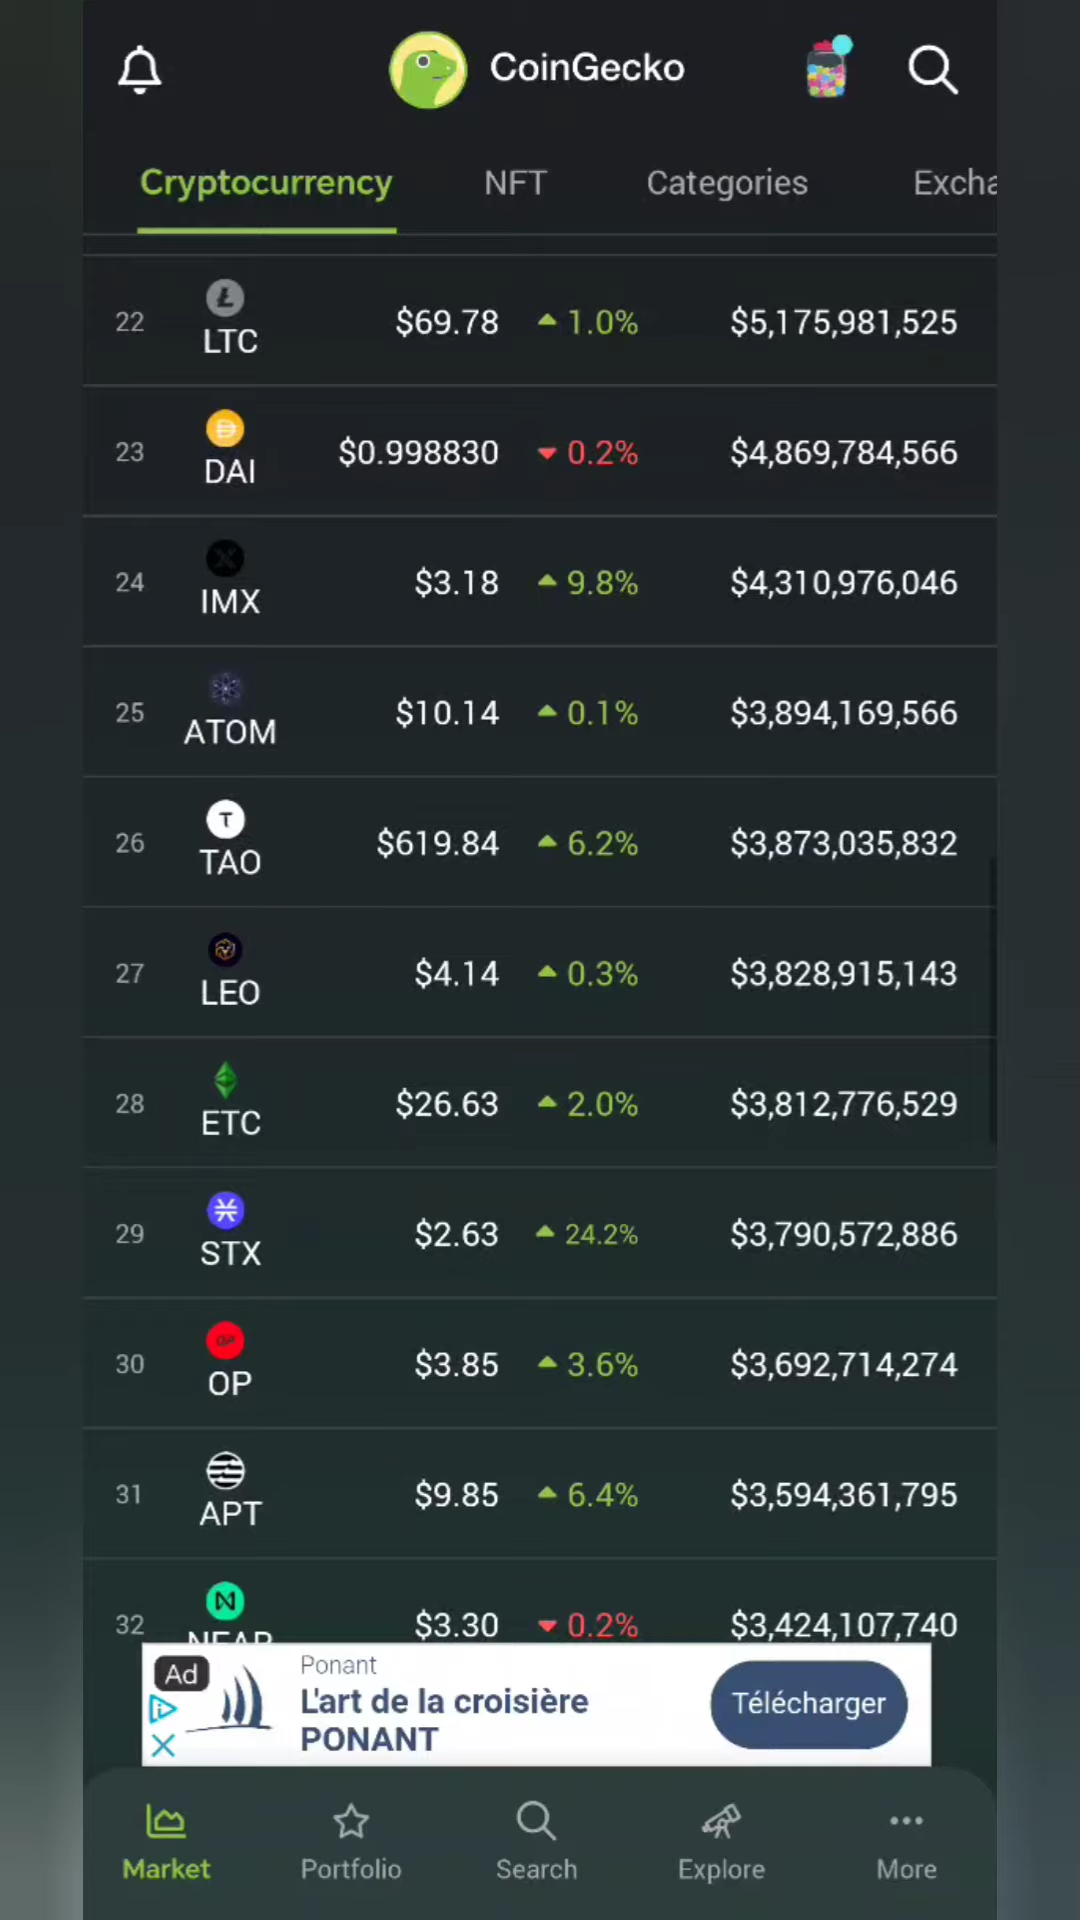 CoinGecko
Cryptocurrency NFT Categories Excha
22 LTC $69.78 1.0% $5,175,981,525
23 DAI $0.998830 0.2% $4,869,784,566
24 IMX $3.18 9.8% $4,310,976,046
25 ATOM $10.14 0.1% $3,894,169,566
26 TAO $619.84 6.2% $3,873,035,832
27 LEO $4.14 0.3% $3,828,915,143
28 ETC $26.63 2.0% $3,812,776,529
29 STX $2.63 24.2% $3,790,572,886
30 OP $3.85 3.6% $3,692,714,274
31 APT $9.85 6.4% $3,594,361,795
32 NEAR $3.30 0.2% $3,424,107,740
Ad
Ponant
L'art de la croisière
PONANT
Télécharger
Market Portfolio Search Explore More